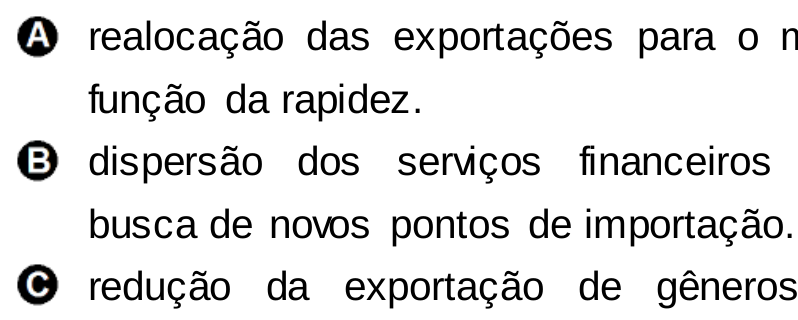 A realocação das exportações para o
função da rapidez.
B dispersão dos serviços financeiros
busca de novos pontos de importação.
C redução da exportação de gêneros